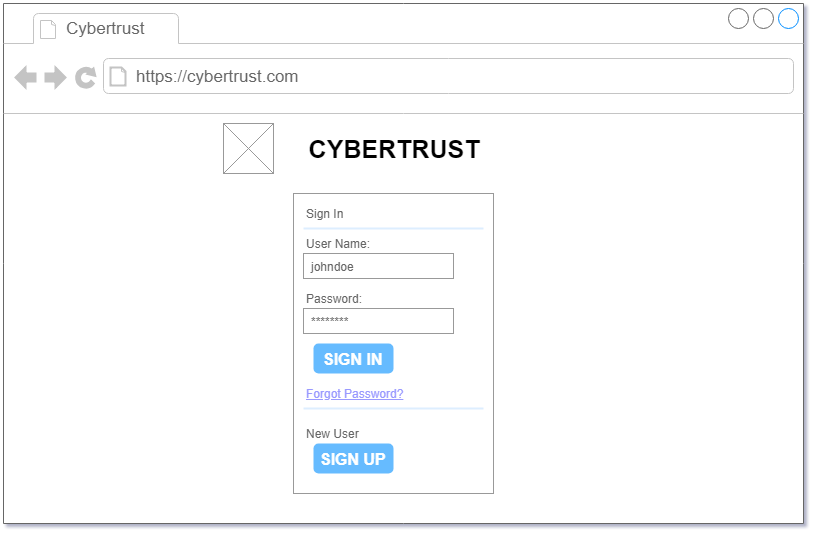 Cybertrust
https://cybertrust.com
CYBERTRUST
Sign In
User Name:
johndoe
Password:
********
SIGN IN
Forgot Password?
New User
SIGN UP